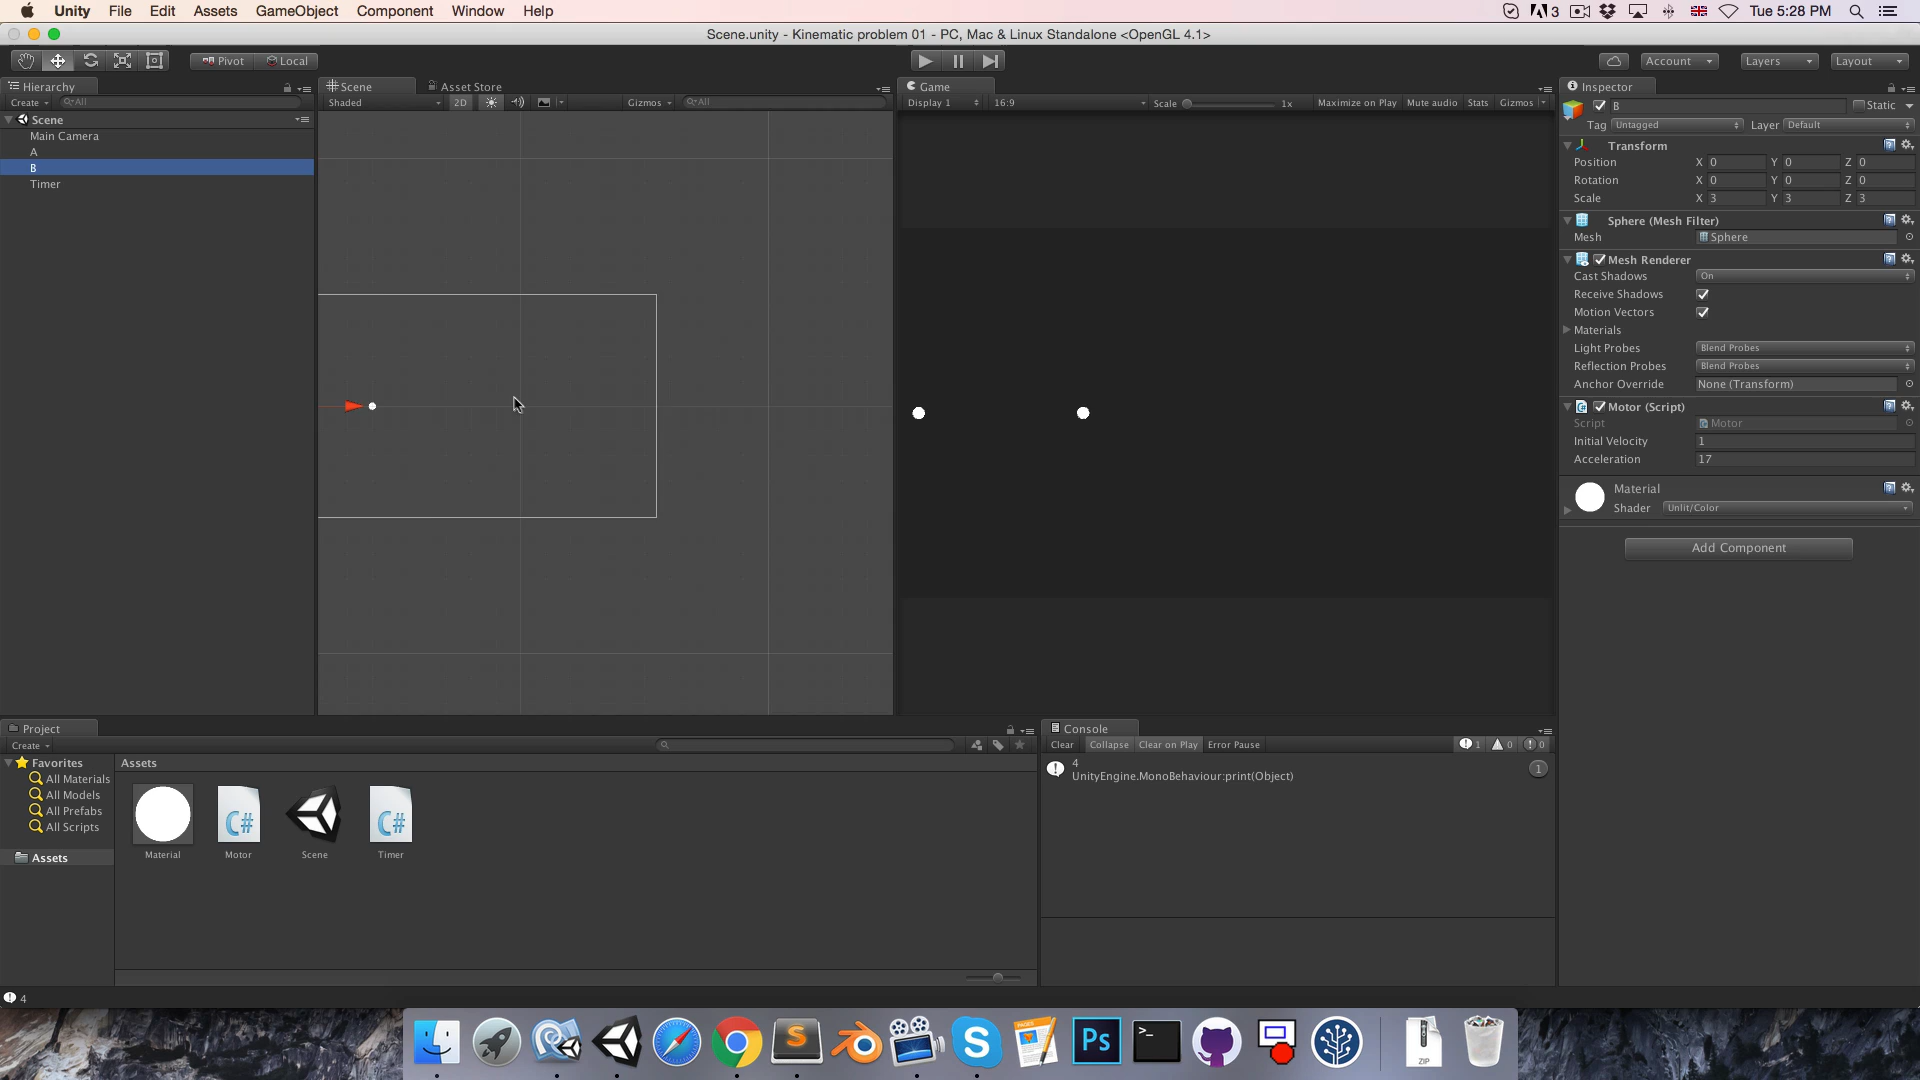 Unity File Edit Assets GameObject Component Window Help
3 Tue 5:28 PM
Scene.unity - Kinematic problem 01 - PC, Mac & Linux Standalone <OpenGL 4.1>
Pivot Local
Account Layers Layout
Hierarchy
Create All
Scene
Main Camera
A
B
Timer
Scene Asset Store
Shaded 2D Gizmos All
Game
Display 1 16:9 Scale 1x Maximize on Play Mute audio Stats Gizmos
Inspector
B Static
Tag Untagged Layer Default
Transform
Position X 0 Y 0 Z 0
Rotation X 0 Y 0 Z 0
Scale X 3 Y 3 Z 3
Sphere (Mesh Filter)
Mesh Sphere
Mesh Renderer
Cast Shadows On
Receive Shadows
Motion Vectors
Materials
Light Probes Blend Probes
Reflection Probes Blend Probes
Anchor Override None (Transform)
Motor (Script)
Script Motor
Initial Velocity 1
Acceleration 17
Material
Shader Unlit/Color
Add Component
Project
Create
Favorites
All Materials
All Models
All Prefabs
All Scripts
Assets
Assets
C# C#
Material Motor Scene Timer
Console
Clear Collapse Clear on Play Error Pause 1 0 0
4
UnityEngine.MonoBehaviour:print(Object)
1
4
S S PAGES Ps >_ ZIP